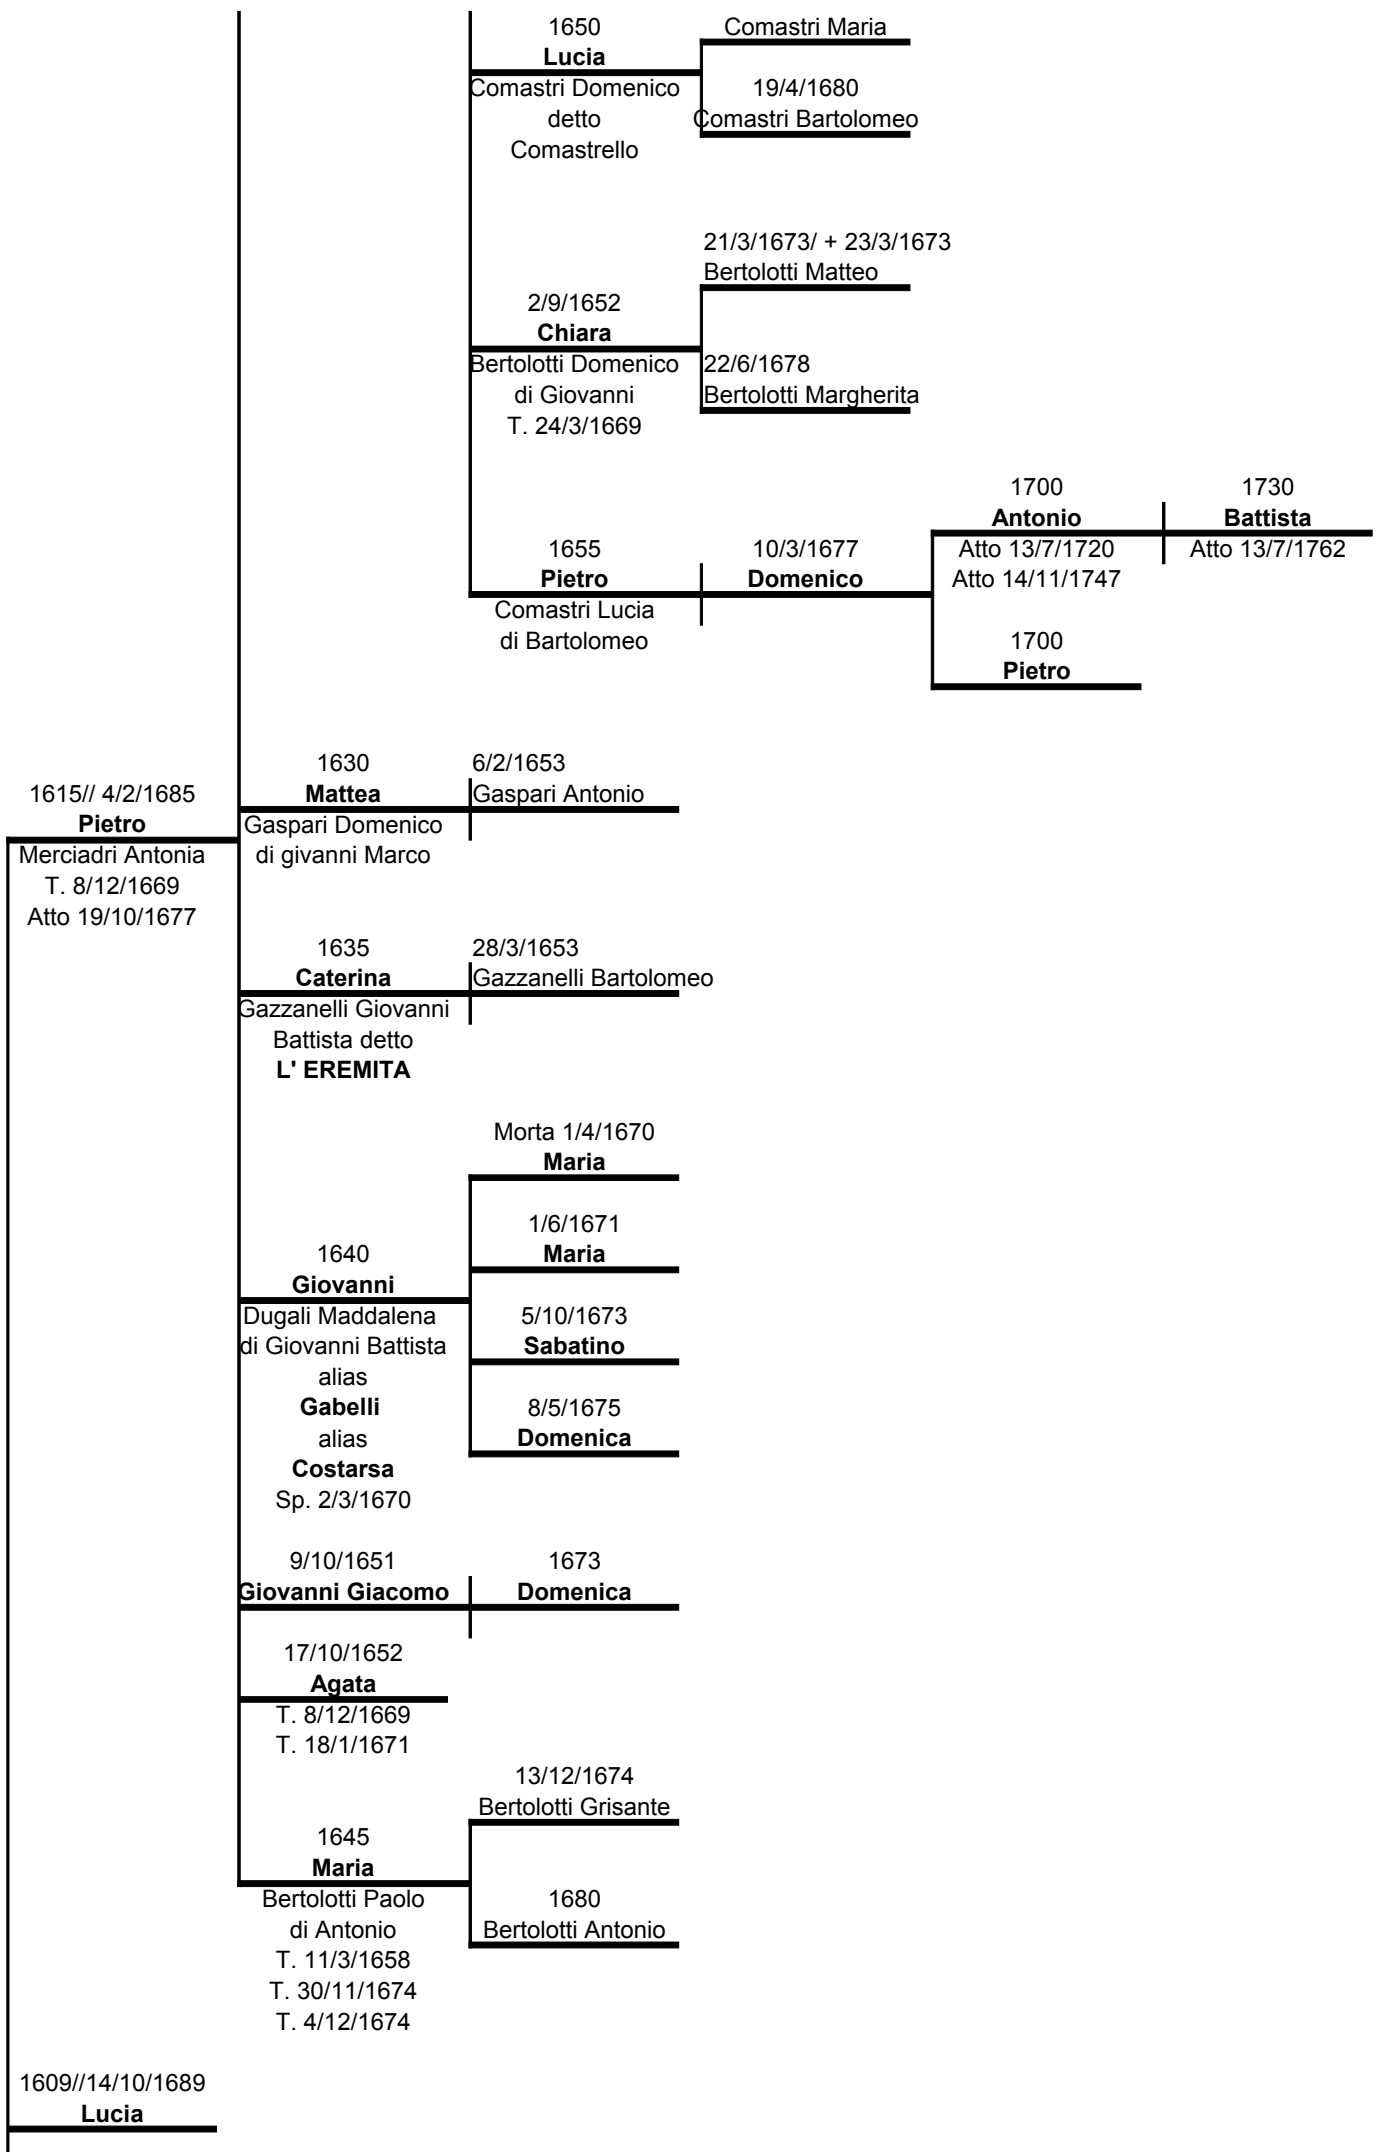 1650
Lucia
Comastri Domenico
detto
Comastrello
Comastri Maria
19/4/1680
Comastri Bartolomeo
2/9/1652
Chiara
Bertolotti Domenico
di Giovanni
T. 24/3/1669
21/3/1673/ + 23/3/1673
Bertolotti Matteo
22/6/1678
Bertolotti Margherita
1655
Pietro
Comastri Lucia
di Bartolomeo
10/3/1677
Domenico
1700
Antonio
Atto 13/7/1720
Atto 14/11/1747
1730
Battista
Atto 13/7/1762
1700
Pietro
1615// 4/2/1685
Pietro
Merciadri Antonia
T. 8/12/1669
Atto 19/10/1677
1630
Mattea
Gaspari Domenico
di givanni Marco
6/2/1653
Gaspari Antonio
1635
Caterina
Gazzanelli Giovanni
Battista detto
L' EREMITA
28/3/1653
Gazzanelli Bartolomeo
1640
Giovanni
Dugali Maddalena
di Giovanni Battista
alias
Gabelli
alias
Costarsa
Sp. 2/3/1670
Morta 1/4/1670
Maria
1/6/1671
Maria
5/10/1673
Sabatino
8/5/1675
Domenica
9/10/1651
Giovanni Giacomo
1673
Domenica
17/10/1652
Agata
T. 8/12/1669
T. 18/1/1671
1645
Maria
Bertolotti Paolo
di Antonio
T. 11/3/1658
T. 30/11/1674
T. 4/12/1674
13/12/1674
Bertolotti Grisante
1680
Bertolotti Antonio
1609//14/10/1689
Lucia